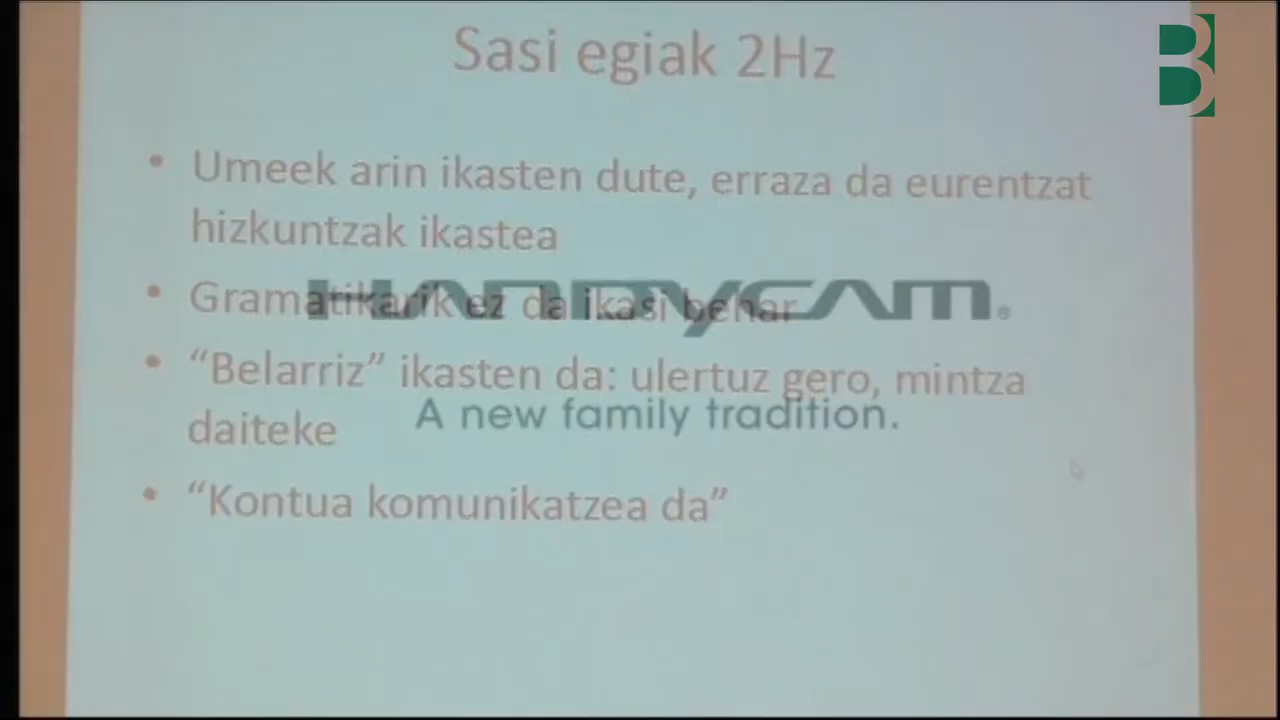 Sasi egiak 2Hz
B
• Umeek arin ikasten dute, erraza da eurentzat
hizkuntzak ikastea
• Gramatikarik ez da ikasi behar
HANDYCAM®
• “Belarriz” ikasten da: ulertuz gero, mintza
daiteke
A new family tradition.
• “Kontua komunikatzea da”